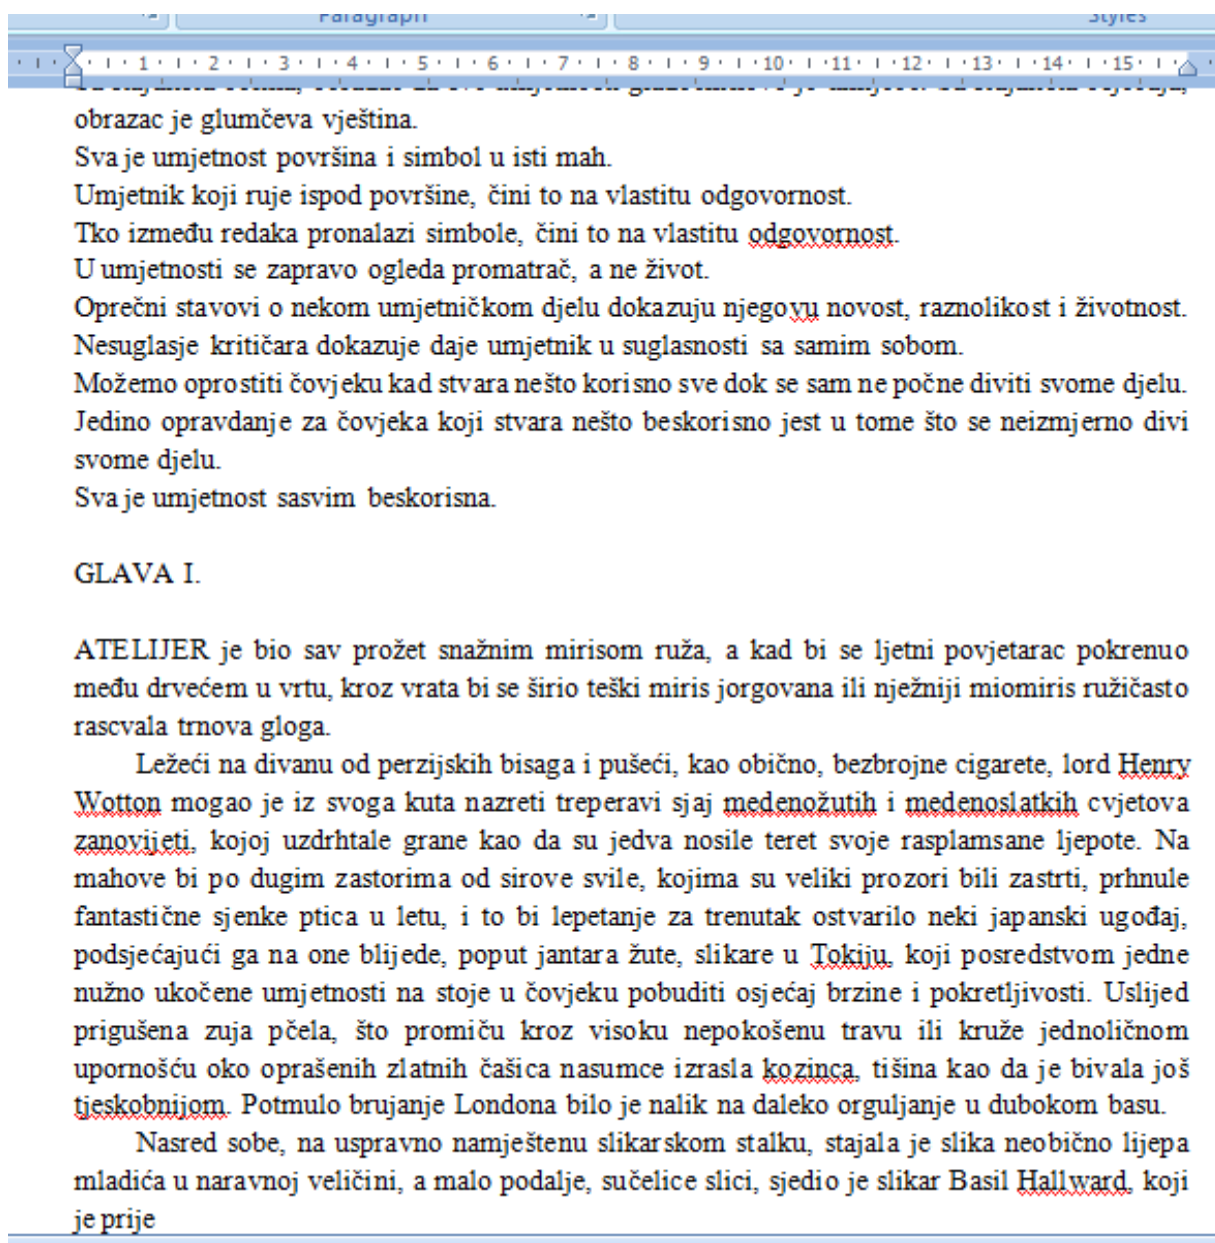 Paragraph Styles
1 2 3 4 5 6 7 8 9 10 11 12 13 14 15
obrazac je glumčeva vještina.
Sva je umjetnost površina i simbol u isti mah.
Umjetnik koji ruje ispod površine, čini to na vlastitu odgovornost.
Tko između redaka pronalazi simbole, čini to na vlastitu odgovornost.
U umjetnosti se zapravo ogleda promatrač, a ne život.
Oprečni stavovi o nekom umjetničkom djelu dokazuju njegovu novost, raznolikost i životnost.
Nesuglasje kritičara dokazuje daje umjetnik u suglasnosti sa samim sobom.
Možemo oprostiti čovjeku kad stvara nešto korisno sve dok se sam ne počne diviti svome djelu.
Jedino opravdanje za čovjeka koji stvara nešto beskorisno jest u tome što se neizmjerno divi
svome djelu.
Sva je umjetnost sasvim beskorisna.
GLAVA I.
ATELIJER je bio sav prožet snažnim mirisom ruža, a kad bi se ljetni povjetarac pokrenuo
među drvećem u vrtu, kroz vrata bi se širio teški miris jorgovana ili nježniji miomiris ružičasto
rascvala trnova gloga.
Ležeći na divanu od perzijskih bisaga i pušeći, kao obično, bezbrojne cigarete, lord Henry
Wotton mogao je iz svoga kuta nazreti treperavi sjaj medenožutih i medenoslatkih cvjetova
zanovijeti, kojoj uzdrhtale grane kao da su jedva nosile teret svoje rasplamsane ljepote. Na
mahove bi po dugim zastorima od sirove svile, kojima su veliki prozori bili zastrti, prhnule
fantastične sjenke ptica u letu, i to bi lepetanje za trenutak ostvarilo neki japanski ugođaj,
podsjećajući ga na one blijede, poput jantara žute, slikare u Tokiju, koji posredstvom jedne
nužno ukočene umjetnosti na stoje u čovjeku pobuditi osjećaj brzine i pokretljivosti. Uslijed
prigušena zuja pčela, što promiču kroz visoku nepokošenu travu ili kruže jednoličnom
upornošću oko oprašenih zlatnih čašica nasumce izrasla kozinca, tišina kao da je bivala još
tjeskobnijom. Potmulo brujanje Londona bilo je nalik na daleko orguljanje u dubokom basu.
Nasred sobe, na uspravno namještenu slikarskom stalku, stajala je slika neobično lijepa
mladića u naravnoj veličini, a malo podalje, sučelice slici, sjedio je slikar Basil Hallward, koji
je prije